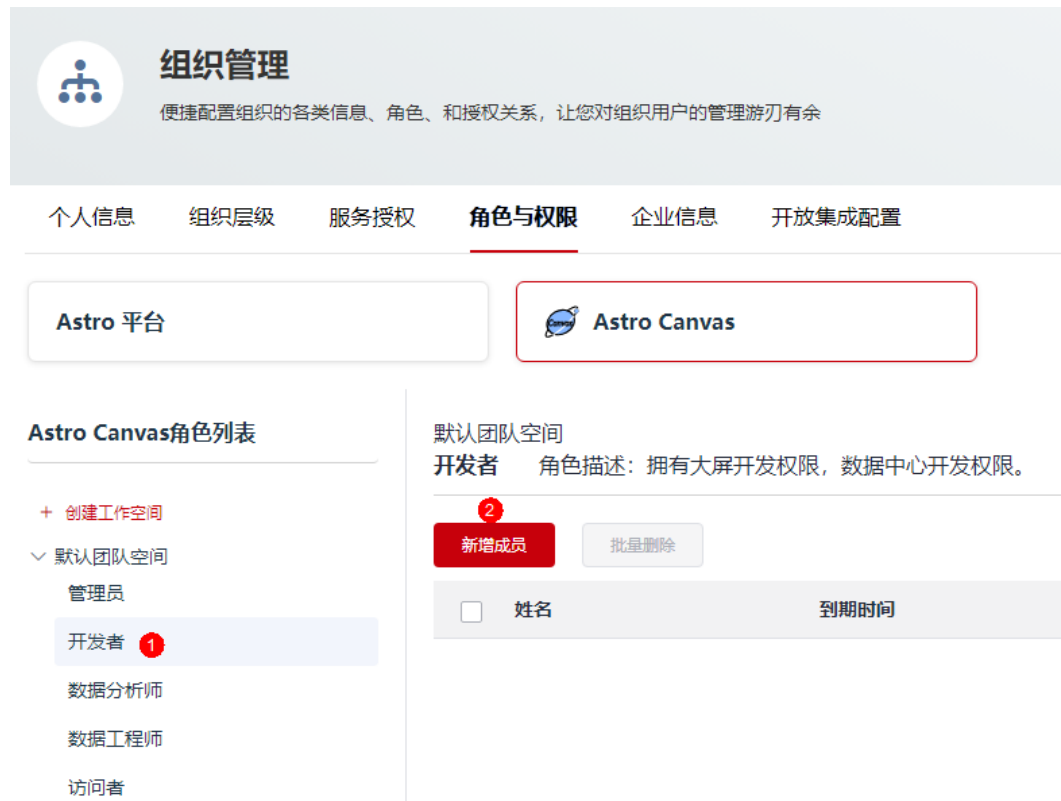 组织管理
便捷配置组织的各类信息、角色、和授权关系，让您对组织用户的管理游刃有余
个人信息 组织层级 服务授权 角色与权限 企业信息 开放集成配置
Astro 平台
Canvas Astro Canvas
Astro Canvas角色列表
+ 创建工作空间
默认团队空间
管理员
开发者 1
数据分析师
数据工程师
访问者
默认团队空间
开发者 角色描述：拥有大屏开发权限，数据中心开发权限。
2
新增成员 批量删除
姓名 到期时间